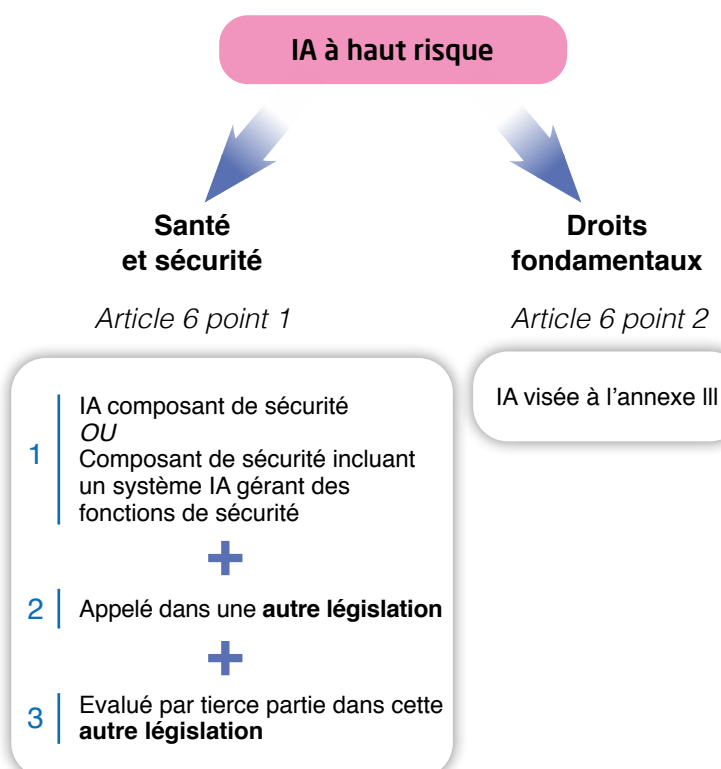 IA à haut risque
Santé
et sécurité
Article 6 point 1
1
IA composant de sécurité
OU
Composant de sécurité incluant
un système IA gérant des
fonctions de sécurité
+
2
Appelé dans une autre législation
+
3
Evalué par tierce partie dans cette
autre législation
Droits
fondamentaux
Article 6 point 2
IA visée à l’annexe III